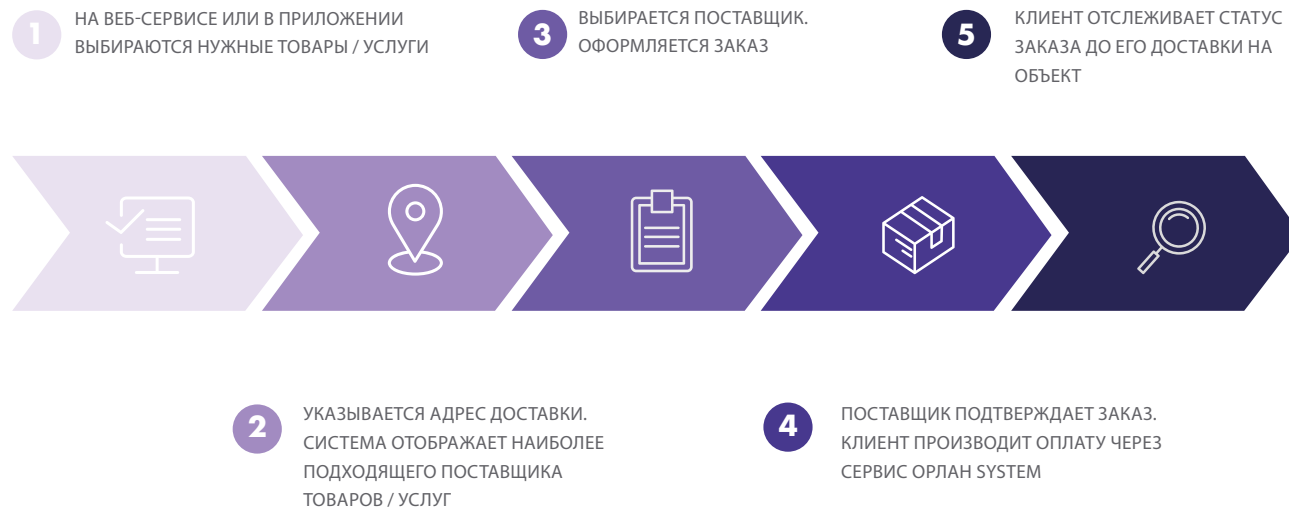 1
НА ВЕБ-СЕРВИСЕ ИЛИ В ПРИЛОЖЕНИИ
ВЫБИРАЮТСЯ НУЖНЫЕ ТОВАРЫ / УСЛУГИ
3
ВЫБИРАЕТСЯ ПОСТАВЩИК.
ОФОРМЛЯЕТСЯ ЗАКАЗ
5
КЛИЕНТ ОТСЛЕЖИВАЕТ СТАТУС
ЗАКАЗА ДО ЕГО ДОСТАВКИ НА
ОБЪЕКТ
2
УКАЗЫВАЕТСЯ АДРЕС ДОСТАВКИ.
СИСТЕМА ОТОБРАЖАЕТ НАИБОЛЕЕ
ПОДХОДЯЩЕГО ПОСТАВЩИКА
ТОВАРОВ / УСЛУГ
4
ПОСТАВЩИК ПОДТВЕРЖДАЕТ ЗАКАЗ.
КЛИЕНТ ПРОИЗВОДИТ ОПЛАТУ ЧЕРЕЗ
СЕРВИС ОРЛАН SYSTEM